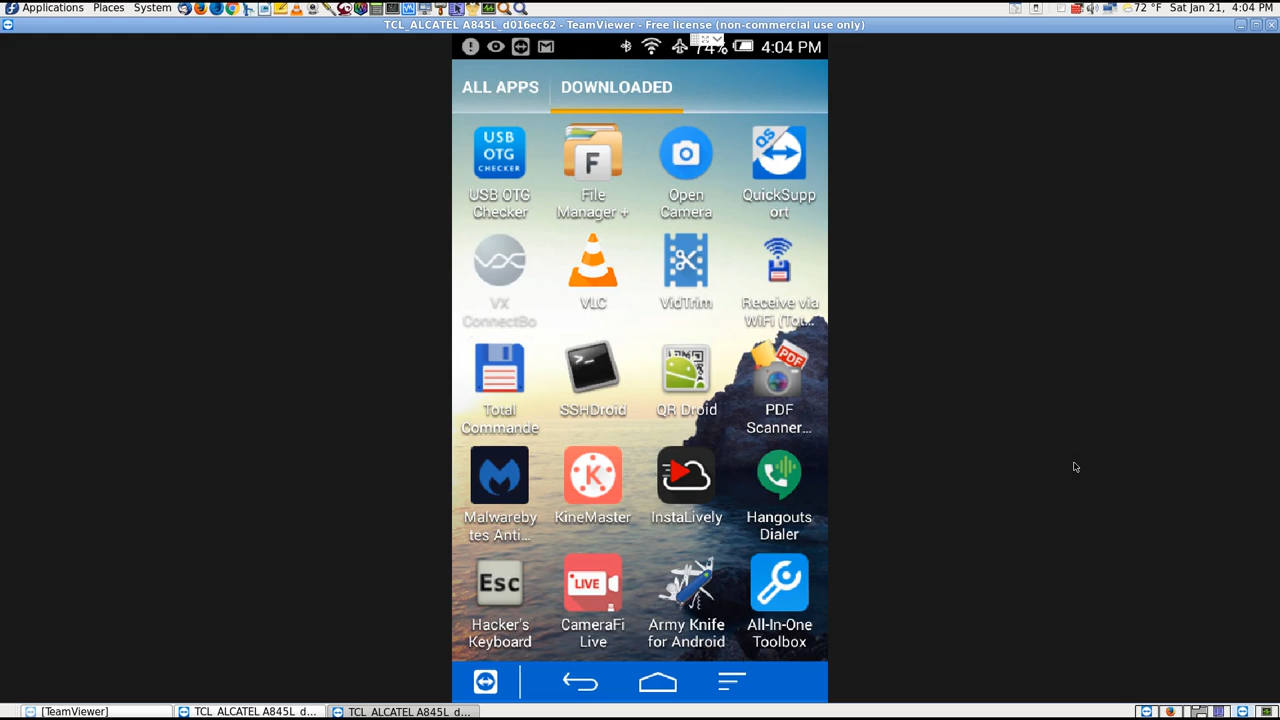 Applications Places System
72 °F Sat Jan 21, 4:04 PM
TCL_ALCATEL A845L_d016ec62 - TeamViewer - Free license (non-commercial use only)
74% 4:04 PM
ALL APPS DOWNLOADED
USB OTG CHECKER
F
QS
USB OTG Checker
File Manager +
Open Camera
QuickSupp ort
VX ConnectBo
VLC
VidTrim
Receive via WiFi (Tot...
PDF
Total Commande
SSHDroid
QR Droid
PDF Scanner...
K
Malwareby tes Anti...
KineMaster
InstaLively
Hangouts Dialer
Esc
LIVE
Hacker's Keyboard
CameraFi Live
Army Knife for Android
All-In-One Toolbox
[TeamViewer] TCL_ALCATEL A845L_d... TCL_ALCATEL A845L_d...